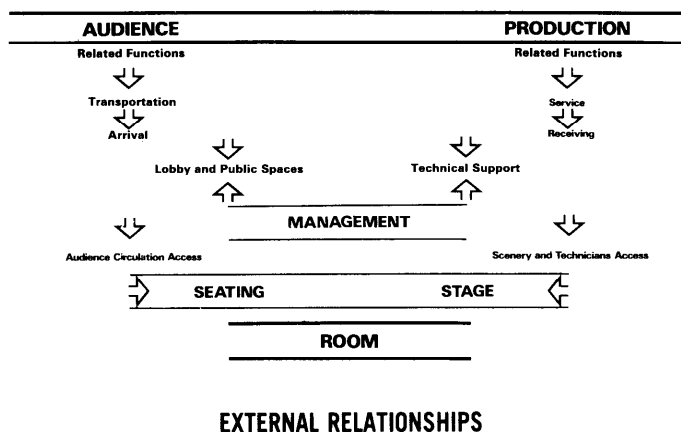 AUDIENCE PRODUCTION
Related Functions Related Functions
Transportation Service
Arrival Receiving
Lobby and Public Spaces Technical Support
MANAGEMENT
Audience Circulation Access Scenery and Technicians Access
SEATING STAGE
ROOM
EXTERNAL RELATIONSHIPS